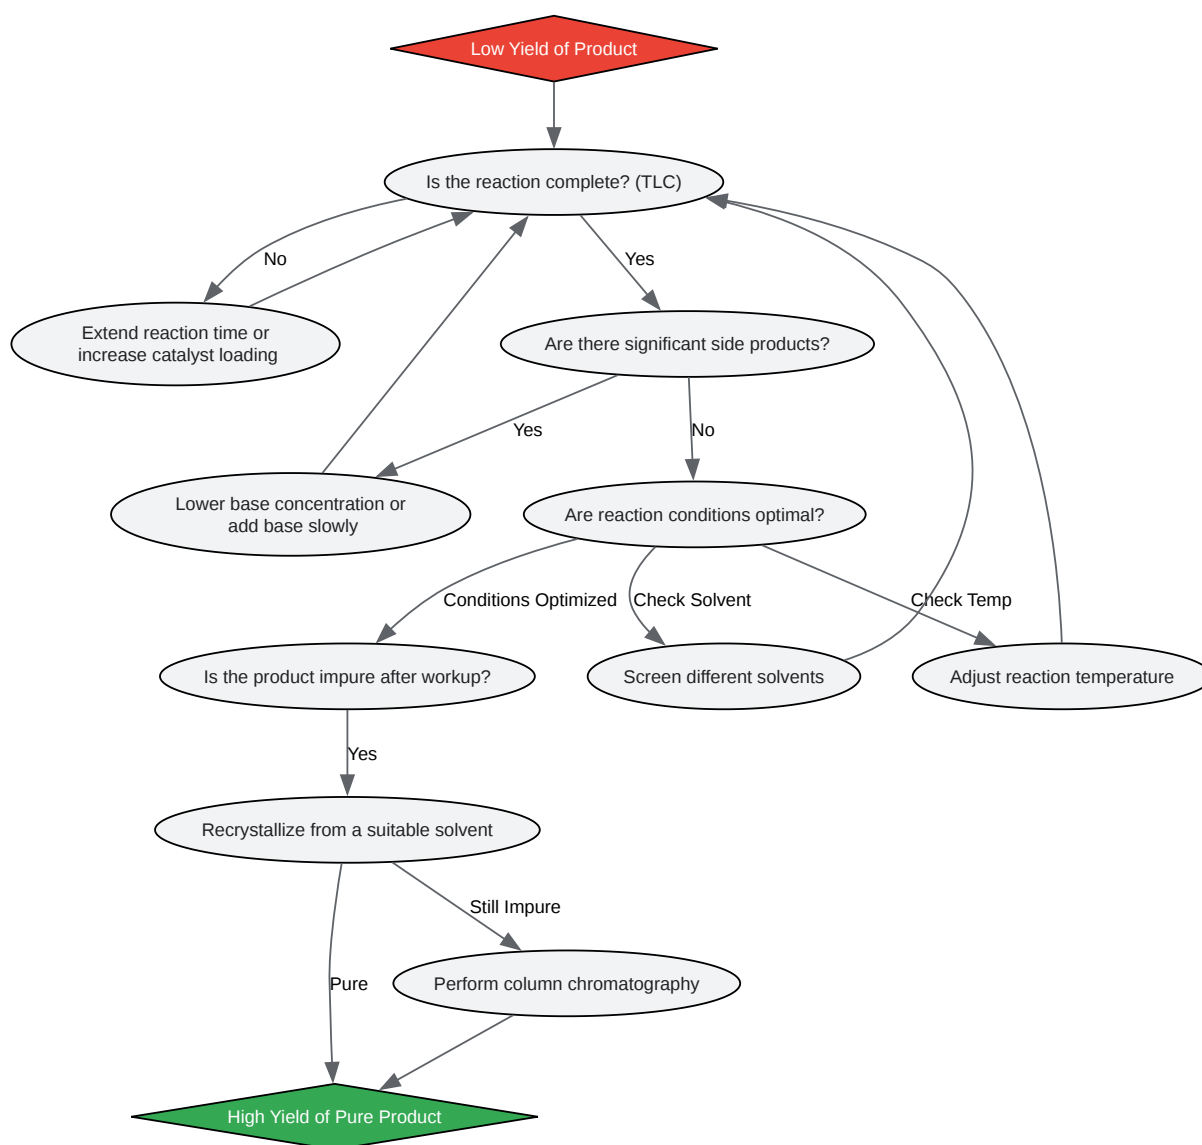 Low Yield of Product
Is the reaction complete? (TLC)
No
Yes
Extend reaction time or
increase catalyst loading
Are there significant side products?
Yes
No
Lower base concentration or
add base slowly
Are reaction conditions optimal?
Conditions Optimized
Check Solvent
Check Temp
Is the product impure after workup?
Screen different solvents
Adjust reaction temperature
Yes
Recrystallize from a suitable solvent
Still Impure
Pure
Perform column chromatography
High Yield of Pure Product